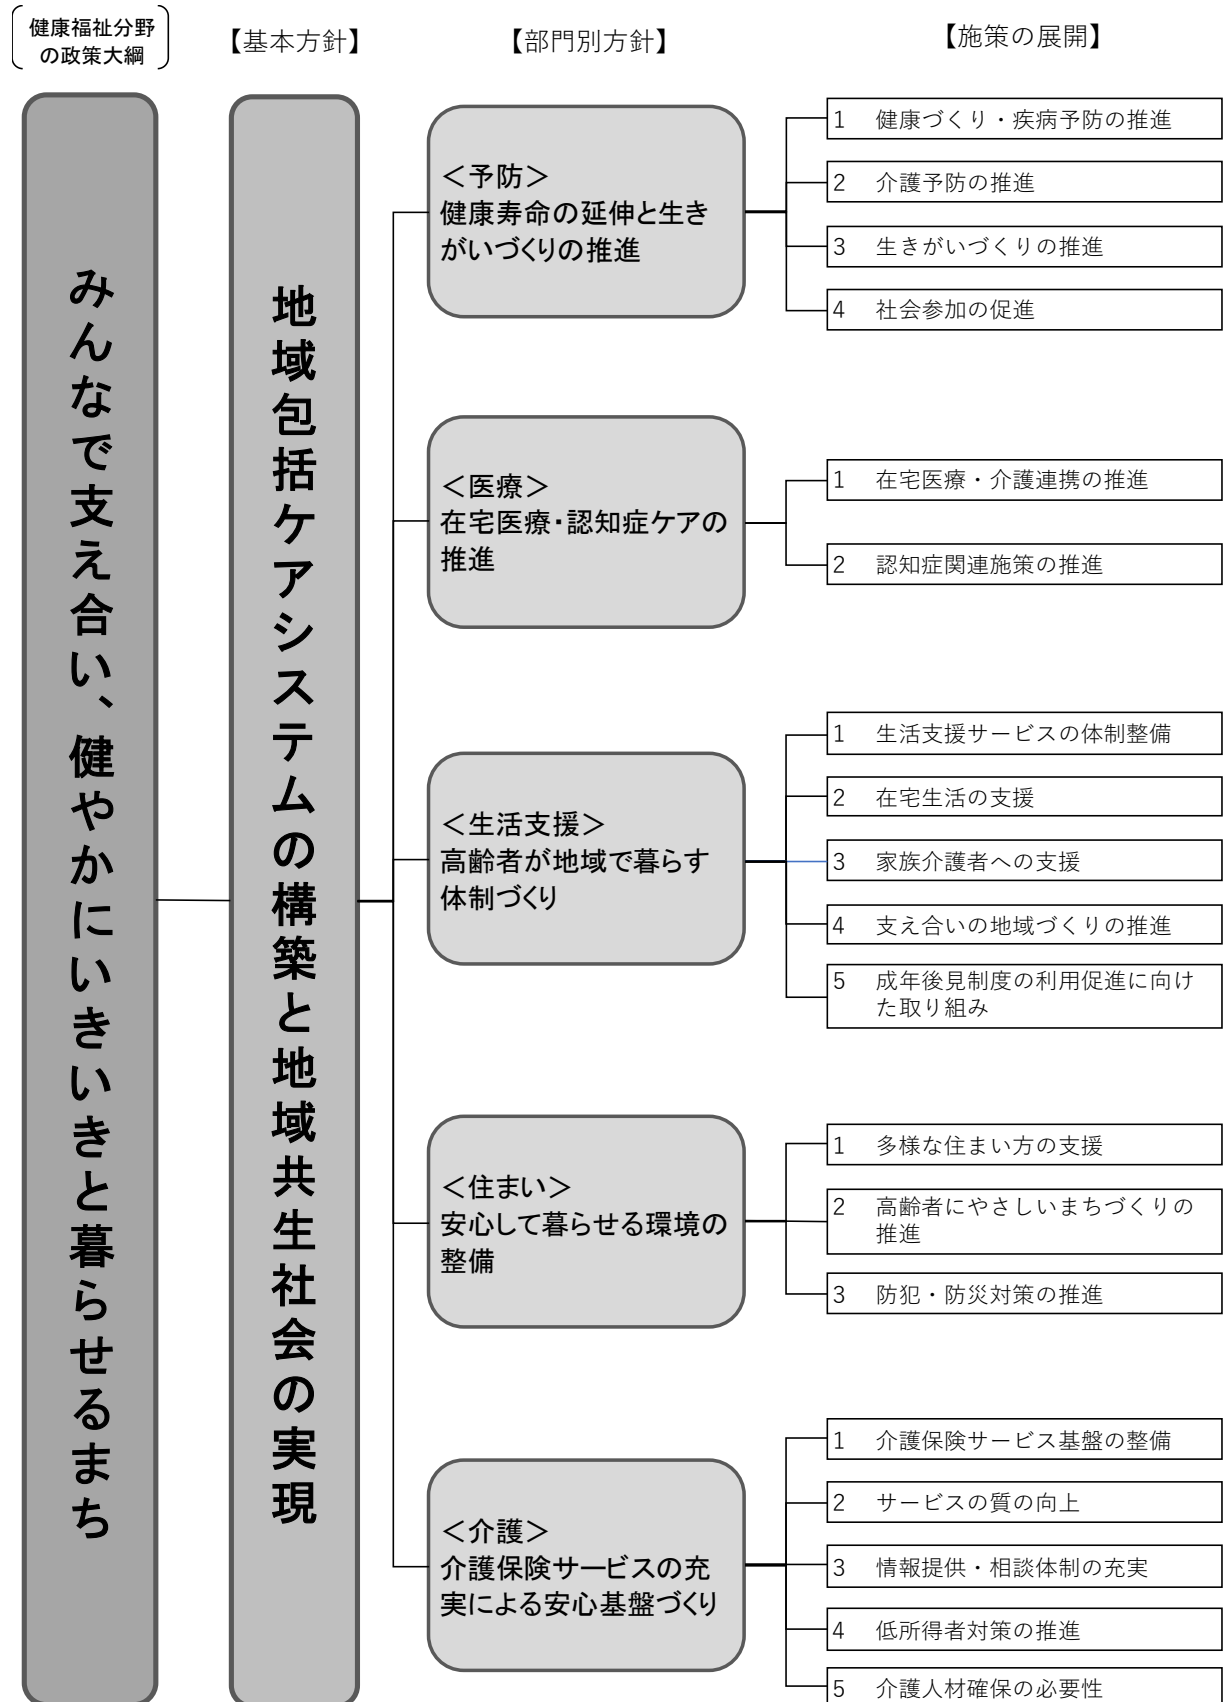 健康福祉分野
の政策大綱
【基本方針】
【部門別方針】
【施策の展開】
みんなで支え合い、健やかにいきいきと暮らせるまち
地域包括ケアシステムの構築と地域共生社会の実現
＜予防＞
健康寿命の延伸と生き
がいづくりの推進
1 健康づくり・疾病予防の推進
2 介護予防の推進
3 生きがいづくりの推進
4 社会参加の促進
＜医療＞
在宅医療・認知症ケアの
推進
1 在宅医療・介護連携の推進
2 認知症関連施策の推進
＜生活支援＞
高齢者が地域で暮らす
体制づくり
1 生活支援サービスの体制整備
2 在宅生活の支援
3 家族介護者への支援
4 支え合いの地域づくりの推進
5 成年後見制度の利用促進に向け
た取り組み
＜住まい＞
安心して暮らせる環境の
整備
1 多様な住まい方の支援
2 高齢者にやさしいまちづくりの
推進
3 防犯・防災対策の推進
＜介護＞
介護保険サービスの充
実による安心基盤づくり
1 介護保険サービス基盤の整備
2 サービスの質の向上
3 情報提供・相談体制の充実
4 低所得者対策の推進
5 介護人材確保の必要性